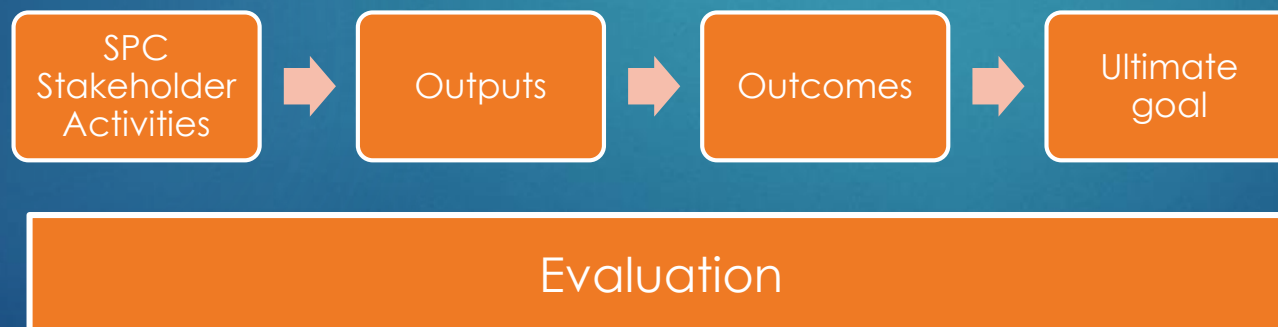 SPC
Stakeholder
Activities
Outputs
Outcomes
Ultimate
goal
Evaluation